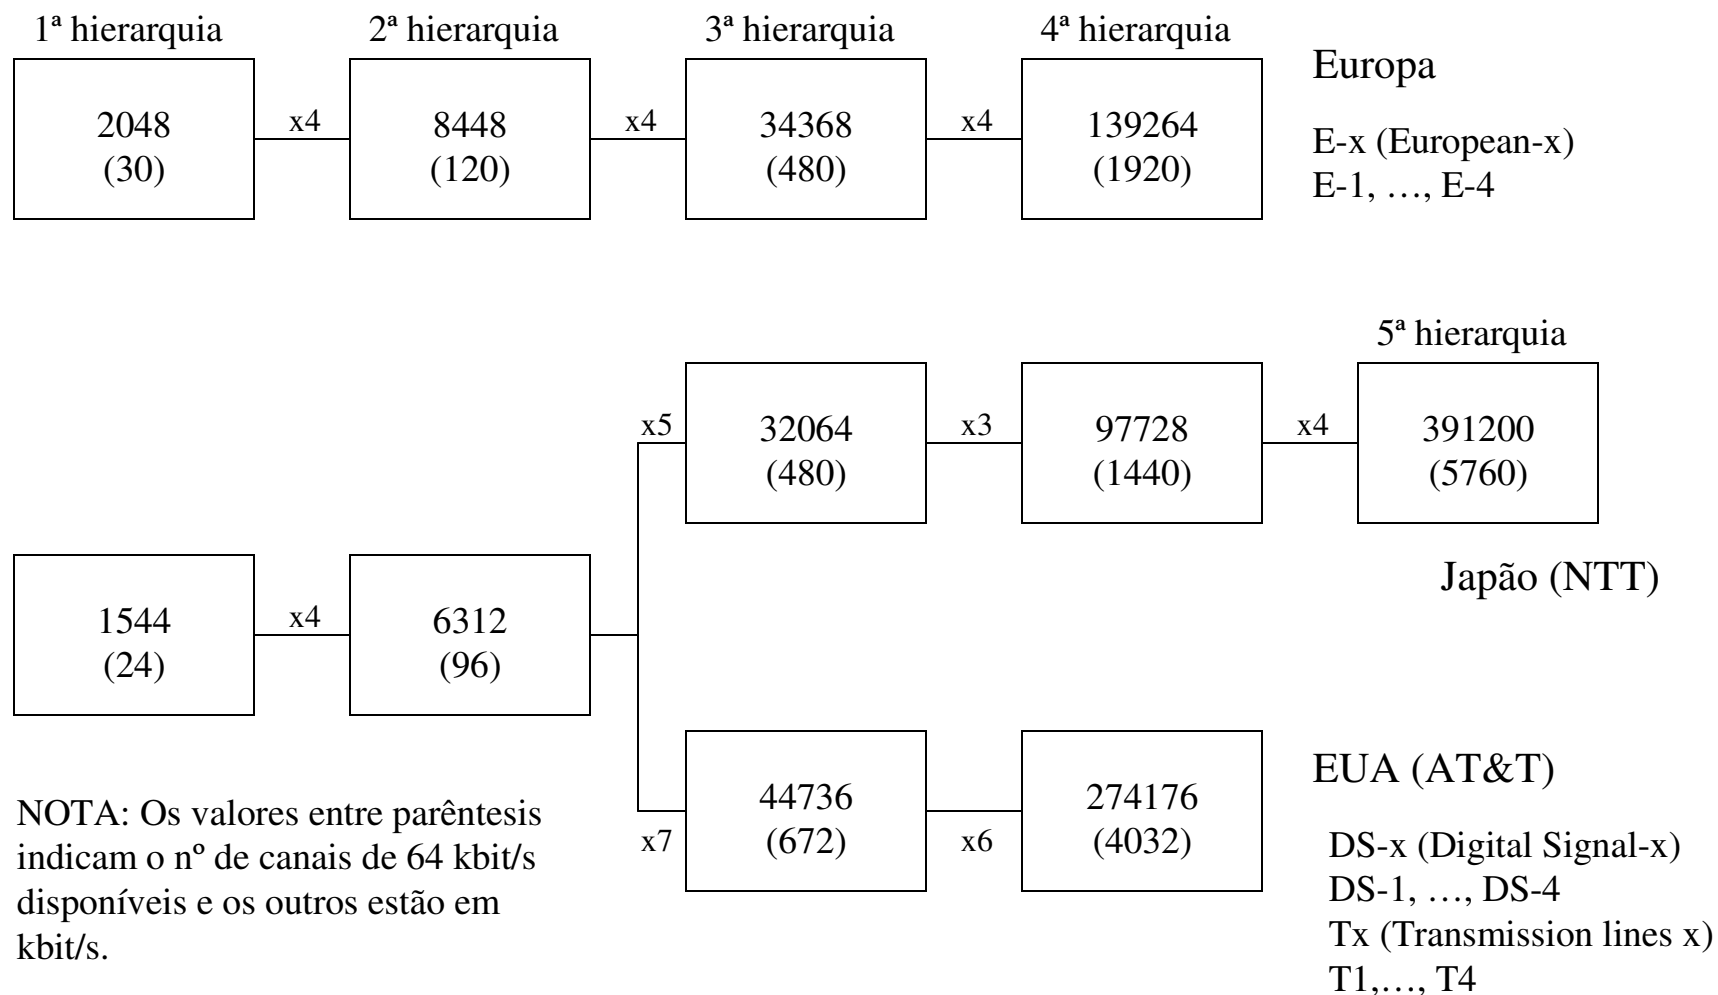 1ª hierarquia
2ª hierarquia
3ª hierarquia
4ª hierarquia
Europa
2048
(30)
x4
8448
(120)
x4
34368
(480)
x4
139264
(1920)
E-x (European-x)
E-1, …, E-4
5ª hierarquia
x5
32064
(480)
x3
97728
(1440)
x4
391200
(5760)
Japão (NTT)
1544
(24)
x4
6312
(96)
x7
44736
(672)
x6
274176
(4032)
EUA (AT&T)
DS-x (Digital Signal-x)
DS-1, …, DS-4
Tx (Transmission lines x)
T1,…, T4
NOTA: Os valores entre parêntesis
indicam o nº de canais de 64 kbit/s
disponíveis e os outros estão em
kbit/s.